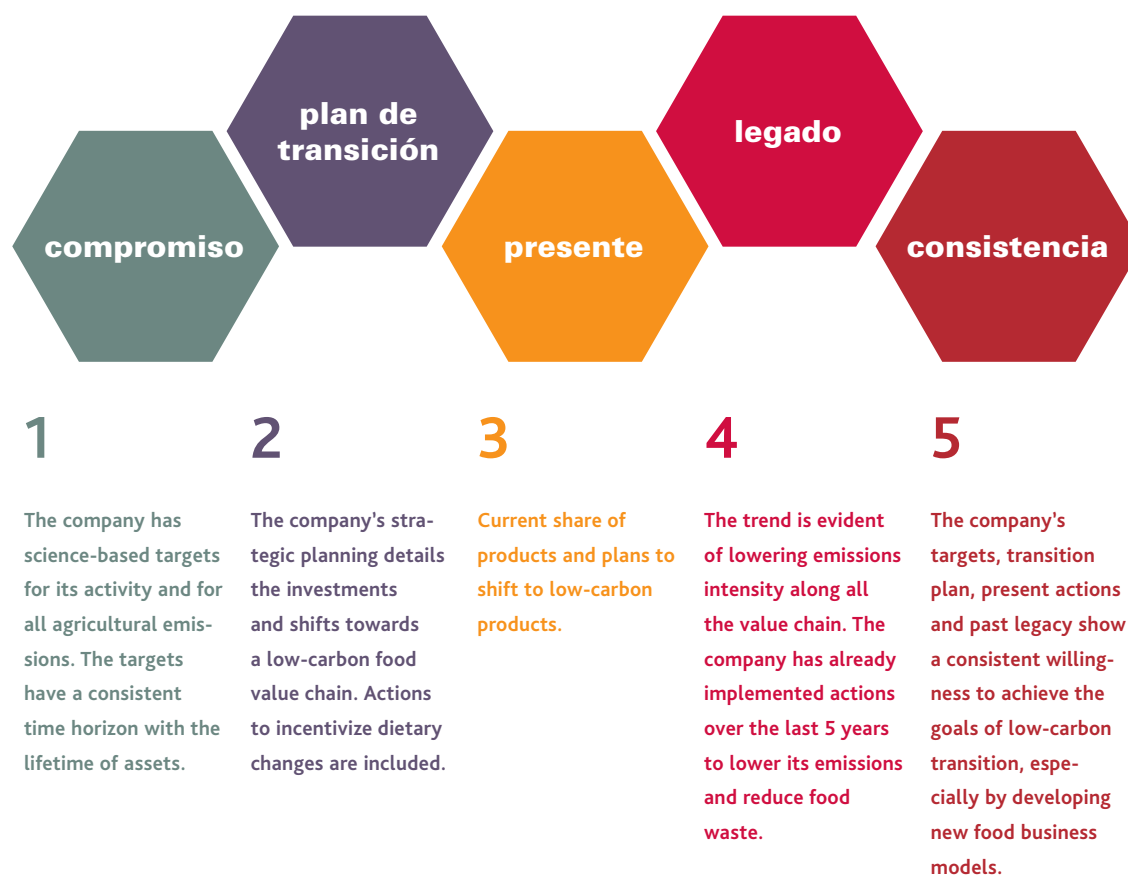 compromiso
plan de
transición
presente
legado
consistencia
1
The company has
science-based targets
for its activity and for
all agricultural emis-
sions. The targets
have a consistent
time horizon with the
lifetime of assets.
2
The company’s stra-
tegic planning details
the investments
and shifts towards
a low-carbon food
value chain. Actions
to incentivize dietary
changes are included.
3
Current share of
products and plans to
shift to low-carbon
products.
4
The trend is evident
of lowering emissions
intensity along all
the value chain. The
company has already
implemented actions
over the last 5 years
to lower its emissions
and reduce food
waste.
5
The company’s
targets, transition
plan, present actions
and past legacy show
a consistent willing-
ness to achieve the
goals of low-carbon
transition, espe-
cially by developing
new food business
models.